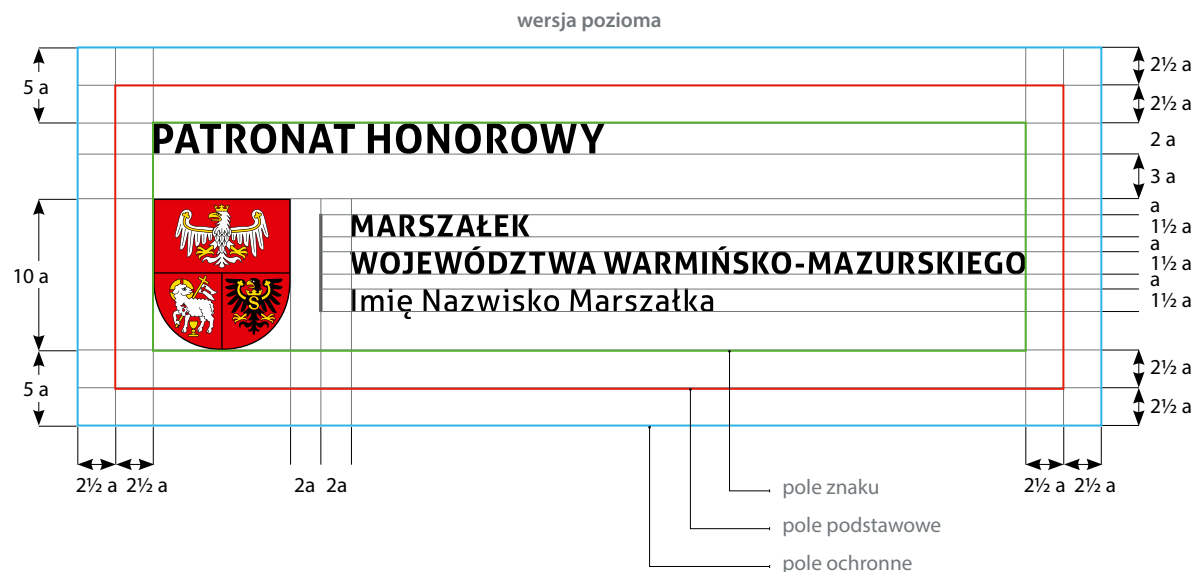 wersja pozioma
5 a
2½ a
2½ a
PATRONAT HONOROWY
2 a
3 a
a
MARSZAŁEK
1½ a
a
WOJEWÓDZTWA WARMIŃSKO-MAZURSKIEGO
1½ a
10 a
a
Imię Nazwisko Marszałka
1½ a
S
2½ a
5 a
2½ a
2½ a 2½ a 2a 2a 2½ a 2½ a
pole znaku
pole podstawowe
pole ochronne